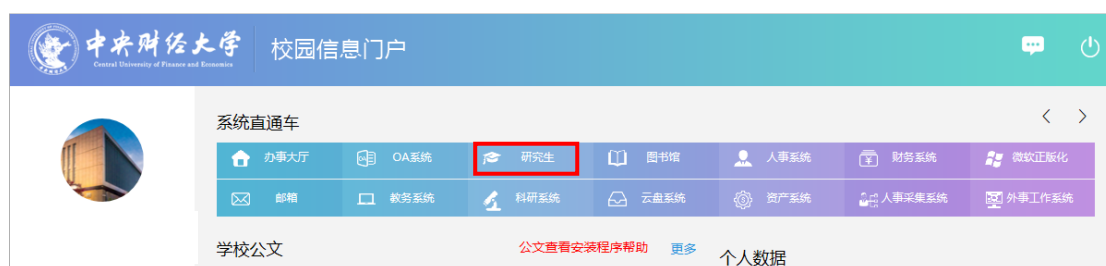 中央财经大学 校园信息门户
Central University of Finance and Economics
系统直通车
办事大厅 OA系统 研究生 图书馆 人事系统 财务系统 微软正版化
邮箱 教务系统 科研系统 云盘系统 资产系统 人事采集系统 外事工作系统
学校公文 公文查看安装程序帮助 更多 个人数据